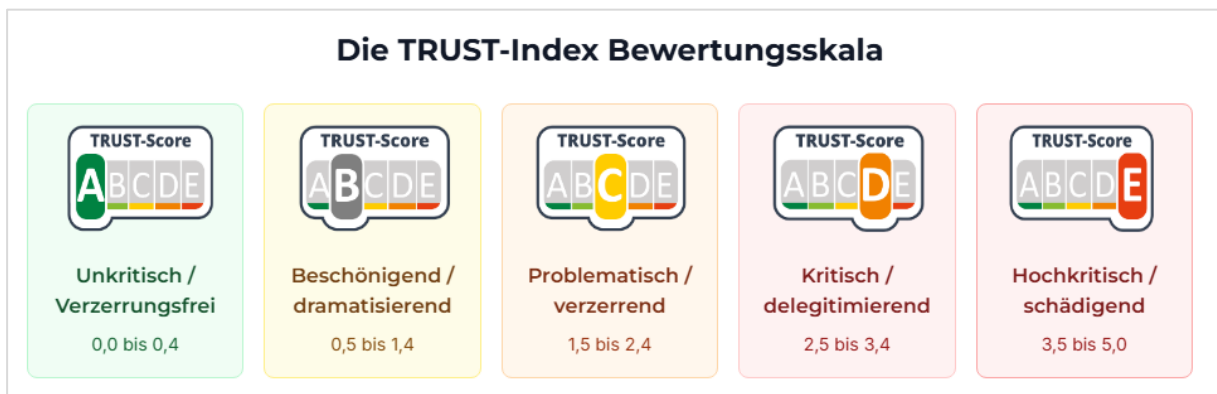 Die TRUST-Index Bewertungsskala
TRUST-Score
ABCDE
Unkritisch /
Verzerrungsfrei
0,0 bis 0,4
TRUST-Score
ABCDE
Beschönigend /
dramatisierend
0,5 bis 1,4
TRUST-Score
ABCDE
Problematisch /
verzerrend
1,5 bis 2,4
TRUST-Score
ABCDE
Kritisch /
delegitimierend
2,5 bis 3,4
TRUST-Score
ABCDE
Hochkritisch /
schädigend
3,5 bis 5,0